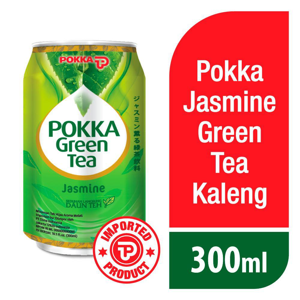 POKKA
POKKA
Green
Tea
Jasmine
DAUN TEH
IMPORTED
PRODUCT
Pokka
Jasmine
Green
Tea
Kaleng
300ml